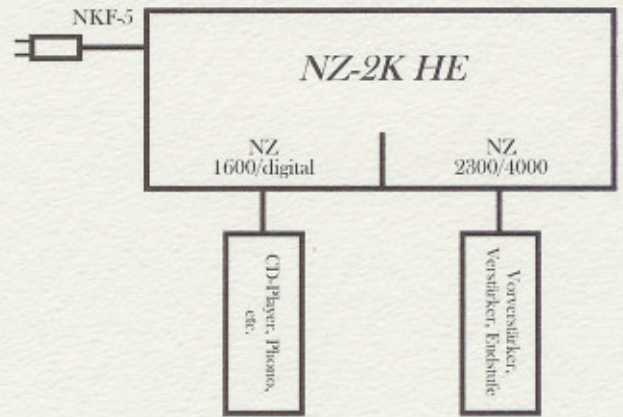 NKF-5
NZ-2K HE
NZ
1600/digital
NZ
2300/4000
CD-Player, Phono,
etc.
Vorverstärker,
Verstärker, Endstufe